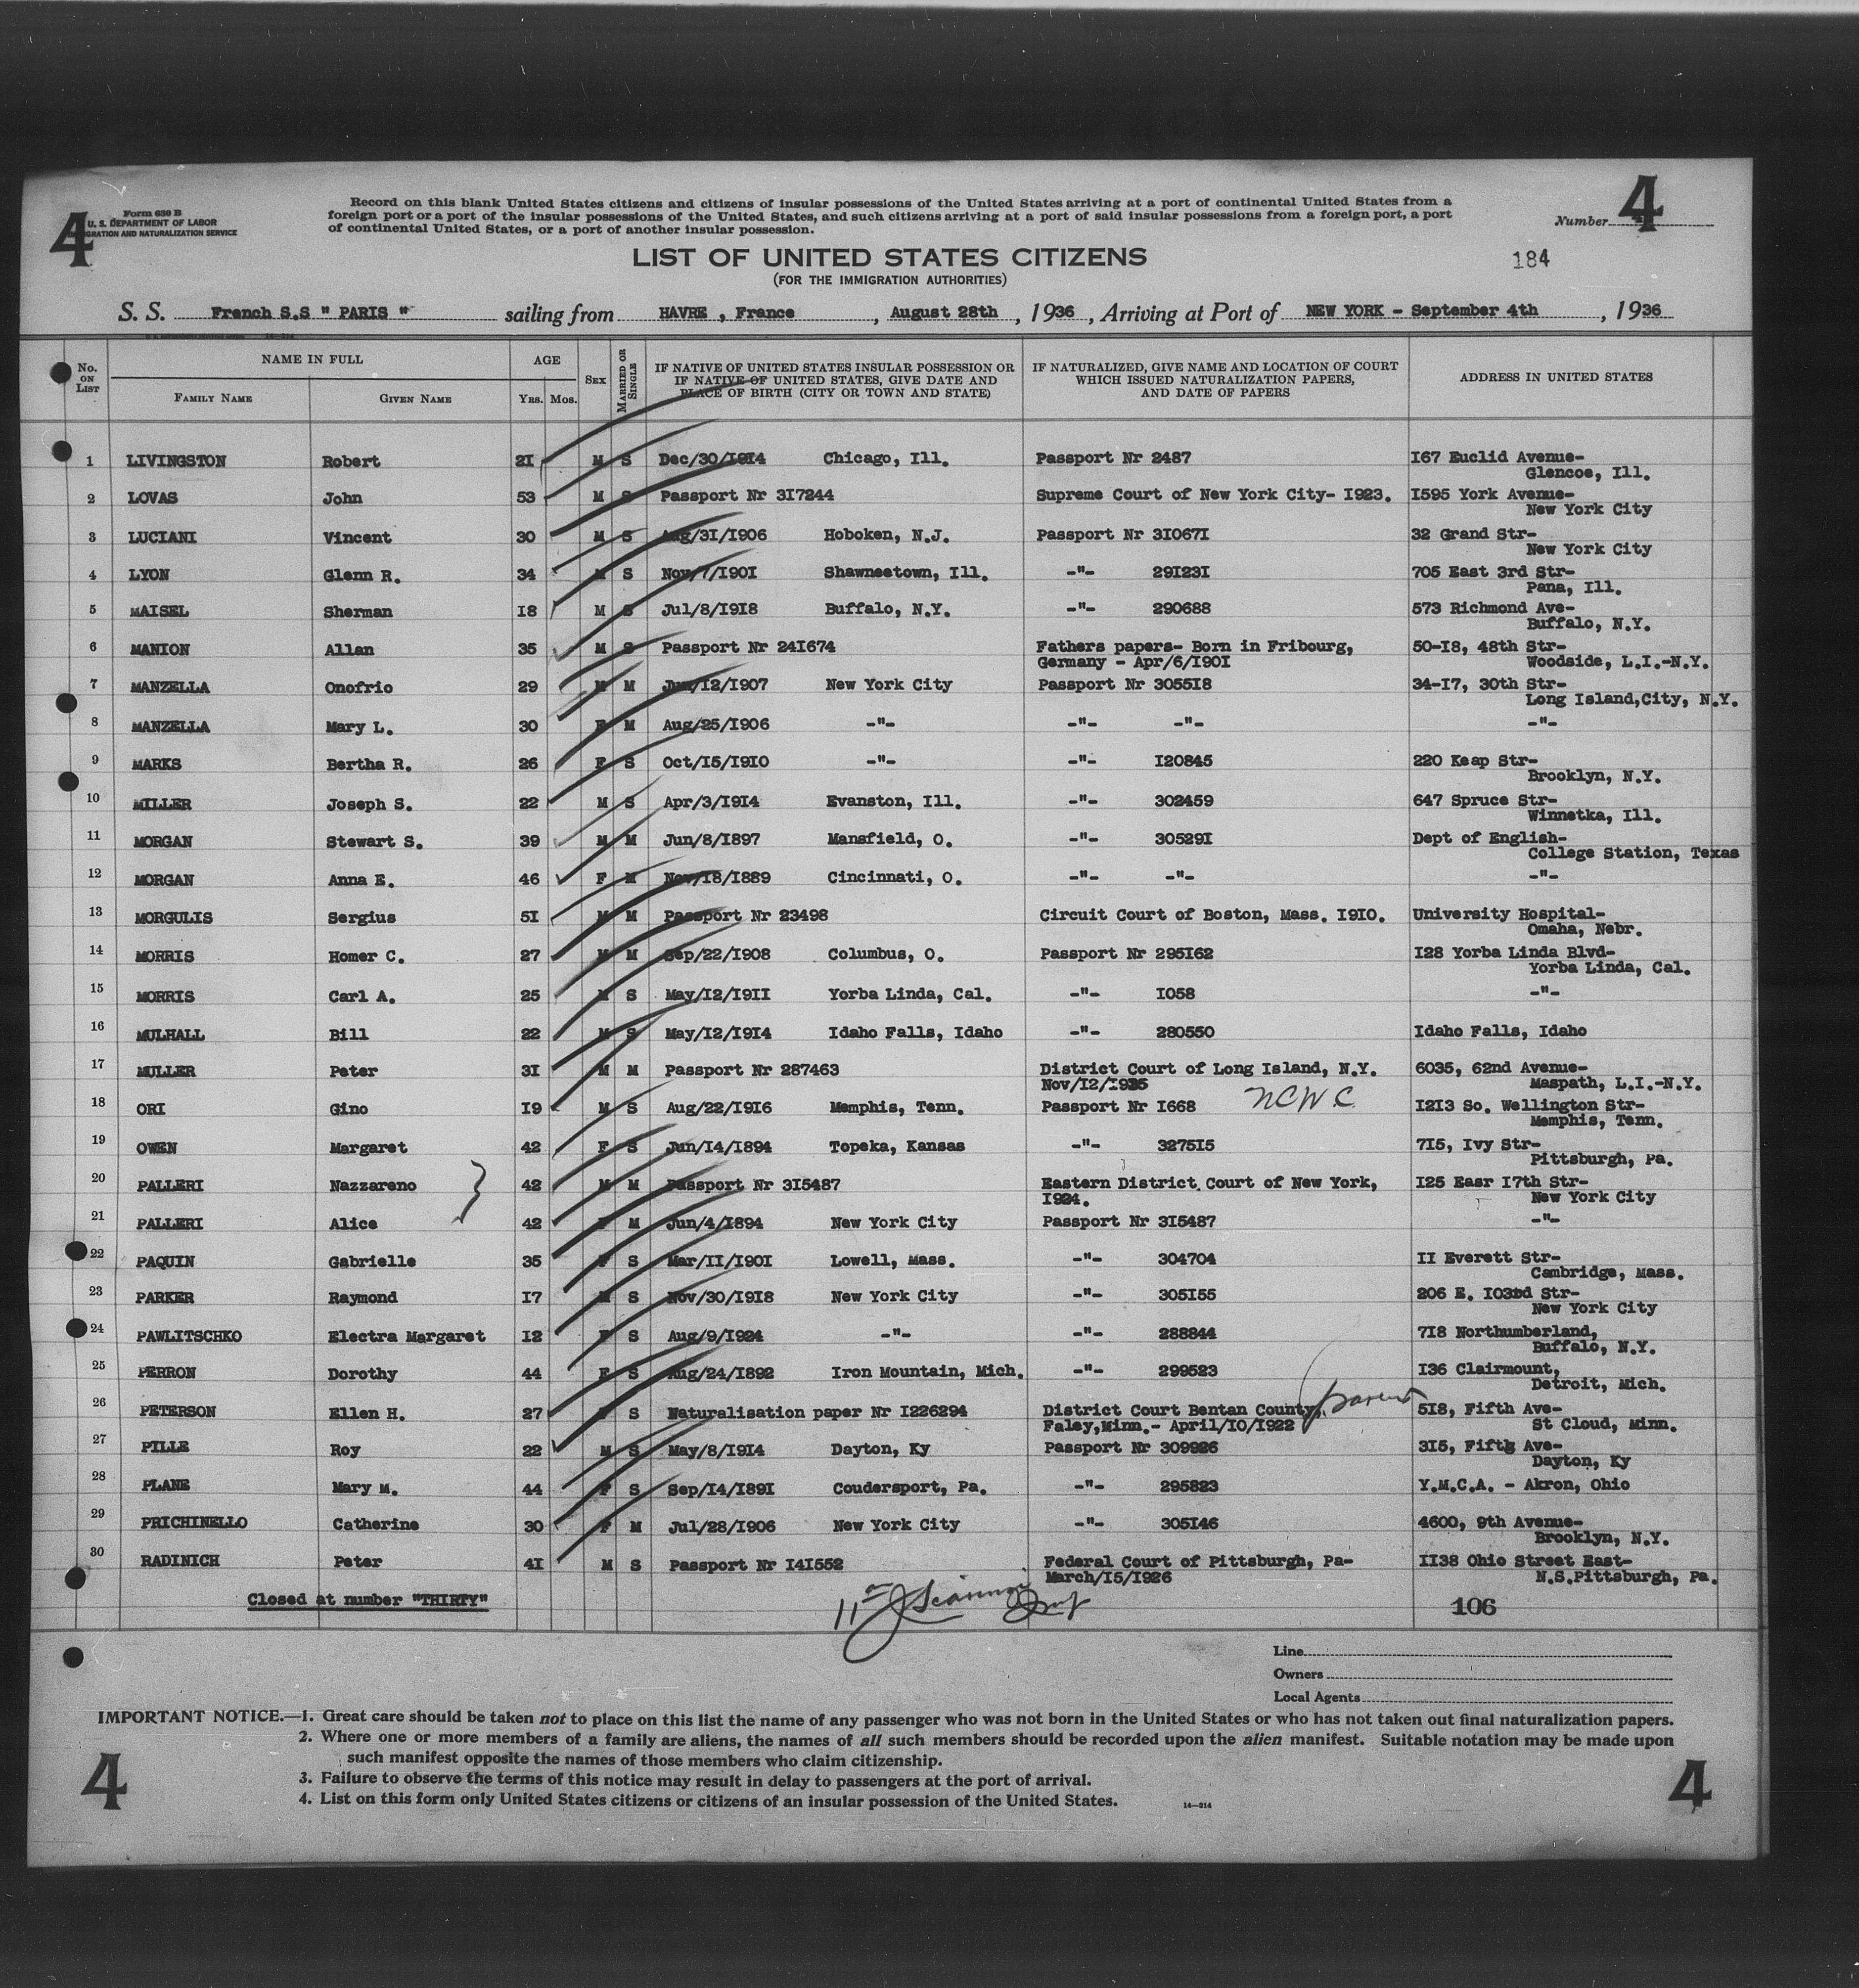 4
Form 630 B
U. S. DEPARTMENT OF LABOR
GRATION AND NATURALIZATION SERVICE
Record on this blank United States citizens and citizens of insular possessions of the United States arriving at a port of continental United States from a
foreign port or a port of the insular possessions of the United States, and such citizens arriving at a port of said insular possessions from a foreign port, a port
of continental United States, or a port of another insular possession.
Number 4
LIST OF UNITED STATES CITIZENS
184
(FOR THE IMMIGRATION AUTHORITIES)
S. S. French S.S " PARIS " sailing from HAVRE , France , August 28th , 1936 , Arriving at Port of NEW YORK - September 4th , 1936
No. ON LIST NAME IN FULL AGE SEX MARRIED OR SINGLE IF NATIVE OF UNITED STATES INSULAR POSSESSION OR IF NATIVE OF UNITED STATES, GIVE DATE AND PLACE OF BIRTH (CITY OR TOWN AND STATE) IF NATURALIZED, GIVE NAME AND LOCATION OF COURT WHICH ISSUED NATURALIZATION PAPERS, AND DATE OF PAPERS ADDRESS IN UNITED STATES
FAMILY NAME GIVEN NAME YRS. MOS.
1 LIVINGSTON Robert 21 M S Dec/30/1914 Chicago, Ill. Passport Nr 2487 167 Euclid Avenue-
Glencoe, Ill.
2 LOVAS John 53 M S Passport Nr 317244 Supreme Court of New York City- 1923. 1595 York Avenue-
New York City
3 LUCIANI Vincent 30 M S Aug/31/1906 Hoboken, N.J. Passport Nr 310671 32 Grand Str-
New York City
4 LYON Glenn R. 34 M S Nov/7/1901 Shawneetown, Ill. -"- 291231 705 East 3rd Str-
Pana, Ill.
5 MAISEL Sherman 18 M S Jul/8/1918 Buffalo, N.Y. -"- 290688 573 Richmond Ave-
Buffalo, N.Y.
6 MANION Allan 35 M S Passport Nr 241674 Fathers papers- Born in Fribourg, 50-18, 48th Str-
Germany - Apr/6/1901 Woodside, L.I.-N.Y.
7 MANZELLA Onofrio 29 M M Jun/12/1907 New York City Passport Nr 305518 34-17, 30th Str-
Long Island,City, N.Y.
8 MANZELLA Mary L. 30 F M Aug/25/1906 -"- -"- -"- -"-
9 MARKS Bertha R. 26 F S Oct/15/1910 -"- -"- 120845 220 Keap Str-
Brooklyn, N.Y.
10 MILLER Joseph S. 22 M S Apr/3/1914 Evanston, Ill. -"- 302459 647 Spruce Str-
Winnetka, Ill.
11 MORGAN Stewart S. 39 M M Jun/8/1897 Mansfield, O. -"- 305291 Dept of English-
College Station, Texas
12 MORGAN Anna E. 46 F M Nov/18/1889 Cincinnati, O. -"- -"- -"-
13 MORGULIS Sergius 51 M M Passport Nr 23498 Circuit Court of Boston, Mass. 1910. University Hospital-
Omaha, Nebr.
14 MORRIS Homer C. 27 M M Sep/22/1908 Columbus, O. Passport Nr 295162 128 Yorba Linda Blvd-
Yorba Linda, Cal.
15 MORRIS Carl A. 25 M S May/12/1911 Yorba Linda, Cal. -"- 1058 -"-
16 MULHALL Bill 22 M S May/12/1914 Idaho Falls, Idaho -"- 280550 Idaho Falls, Idaho
17 MULLER Peter 31 M M Passport Nr 287463 District Court of Long Island, N.Y. 6035, 62nd Avenue-
Nov/12/1935 Maspath, L.I.-N.Y.
18 ORI Gino 19 M S Aug/22/1916 Memphis, Tenn. Passport Nr 1668 NCWC 1213 So. Wellington Str-
Memphis, Tenn.
19 OWEN Margaret 42 F S Jun/14/1894 Topeka, Kansas -"- 327515 715, Ivy Str-
Pittsburgh, Pa.
20 PALLERI Nazzareno 42 M M Passport Nr 315487 Eastern District Court of New York, 125 Easr 17th Str-
1924. New York City
21 PALLERI Alice 42 F M Jun/4/1894 New York City Passport Nr 315487 -"-
22 PAQUIN Gabrielle 35 F S Mar/11/1901 Lowell, Mass. -"- 304704 11 Everett Str-
Cambridge, Mass.
23 PARKER Raymond 17 M S Nov/30/1918 New York City -"- 305155 206 E. 103rd Str-
New York City
24 PAWLITSCHKO Electra Margaret 12 F S Aug/9/1924 -"- -"- 288844 718 Northumberland,
Buffalo, N.Y.
25 PERRON Dorothy 44 F S Aug/24/1892 Iron Mountain, Mich. -"- 299523 136 Clairmount,
Detroit, Mich.
26 PETERSON Ellen H. 27 F S Naturalisation paper Nr 1226294 District Court Bentan County, parent 518, Fifth Ave-
Faley,Minn.- April/10/1922 St Cloud, Minn.
27 PILLE Roy 22 M S May/8/1914 Dayton, Ky Passport Nr 309926 315, Fifth Ave-
Dayton, Ky
28 PLANE Mary M. 44 F S Sep/14/1891 Coudersport, Pa. -"- 295823 Y.M.C.A. - Akron, Ohio
29 PRICHINELLO Catherine 30 F M Jul/28/1906 New York City -"- 305146 4600, 9th Avenue-
Brooklyn, N.Y.
30 RADINICH Peter 41 M S Passport Nr 141552 Federal Court of Pittsburgh, Pa- 1138 Ohio Street East-
March/15/1926 N.S.Pittsburgh, Pa.
Closed at number "THIRTY"
106
Line
Owners
Local Agents
IMPORTANT NOTICE.—1. Great care should be taken not to place on this list the name of any passenger who was not born in the United States or who has not taken out final naturalization papers.
2. Where one or more members of a family are aliens, the names of all such members should be recorded upon the alien manifest. Suitable notation may be made upon
such manifest opposite the names of those members who claim citizenship.
3. Failure to observe the terms of this notice may result in delay to passengers at the port of arrival.
4. List on this form only United States citizens or citizens of an insular possession of the United States.
14—214
4
4